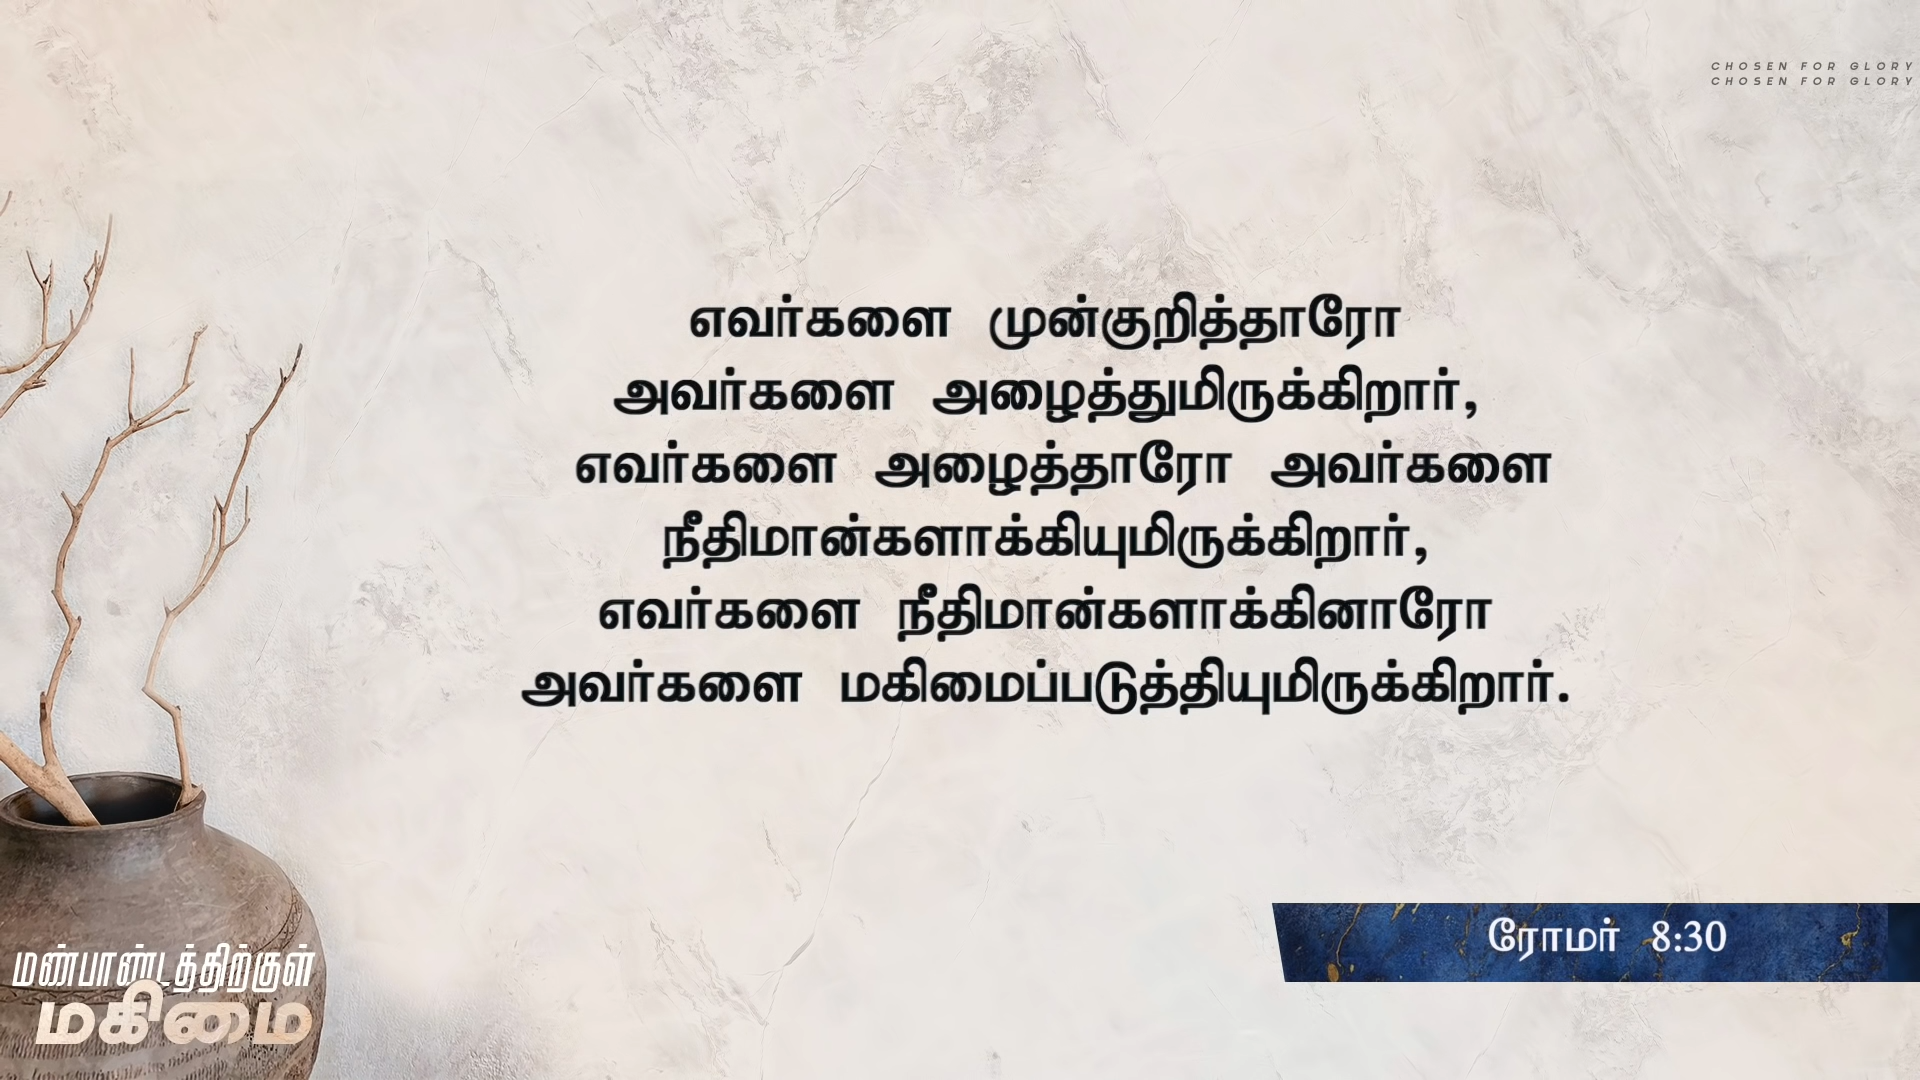 CHOSEN FOR GLORY
CHOSEN FOR GLORY
எவர்களை முன்குறித்தாரோ
அவர்களை அழைத்துமிருக்கிறார்,
எவர்களை அழைத்தாரோ அவர்களை
நீதிமான்களாக்கியுமிருக்கிறார்,
எவர்களை நீதிமான்களாக்கினாரோ
அவர்களை மகிமைப்படுத்தியுமிருக்கிறார்.
ரோமர் 8:30
மண்பாண்டத்திற்குள்
மகிமை